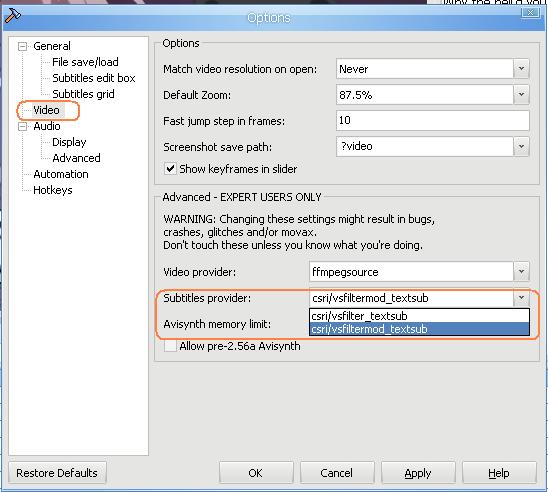 Options
General
File save/load
Subtitles edit box
Subtitles grid
Video
Audio
Display
Advanced
Automation
Hotkeys
Options
Match video resolution on open: Never
Default Zoom: 87.5%
Fast jump step in frames: 10
Screenshot save path: ?video
Show keyframes in slider
Advanced - EXPERT USERS ONLY
WARNING: Changing these settings might result in bugs,
crashes, glitches and/or movax.
Don't touch these unless you know what you're doing.
Video provider: ffmpegsource
Subtitles provider: csri/vsfiltermod_textsub
csri/vsfilter_textsub
Avisynth memory limit: csri/vsfiltermod_textsub
Allow pre-2.56a Avisynth
Restore Defaults OK Cancel Apply Help